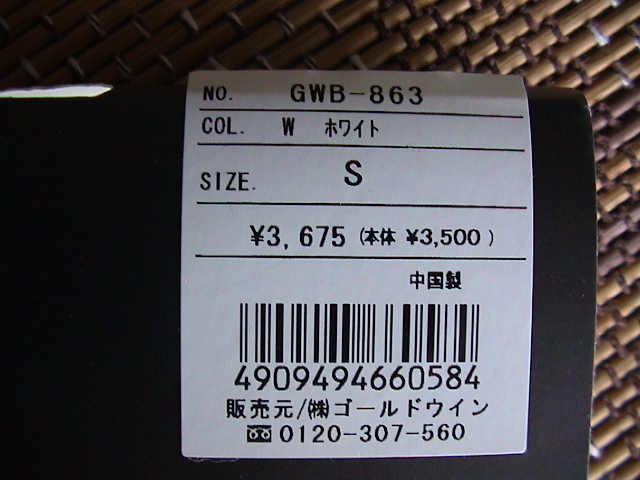 NO. GWB-863
COL. W ホワイト
SIZE. S
¥3,675 (本体 ¥3,500 )
中国製
4909494660584
販売元/㈱ゴールドウイン
0120-307-560